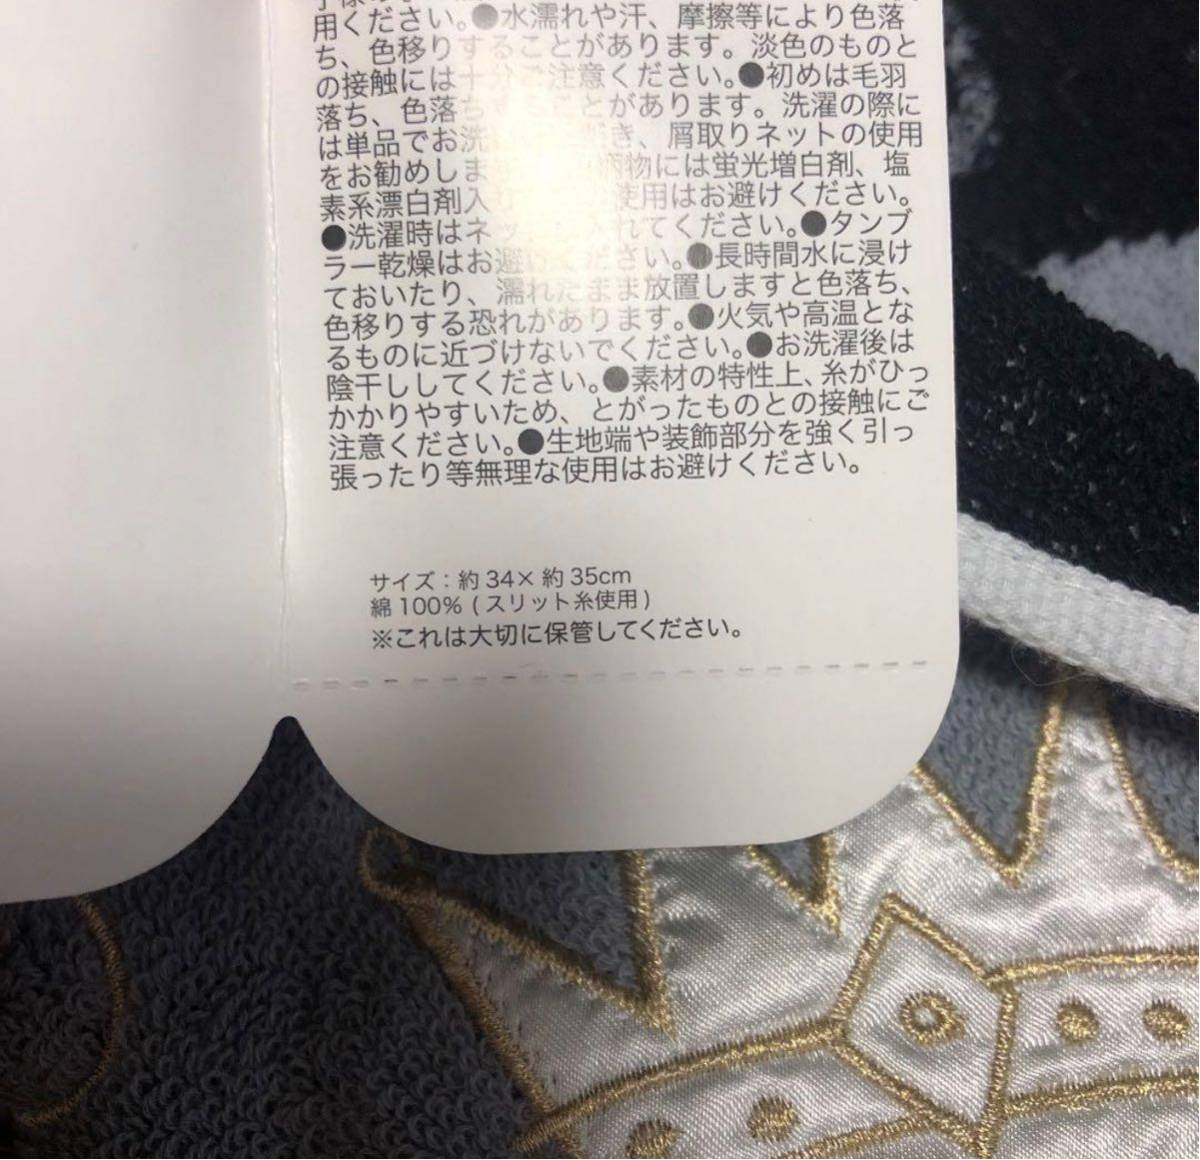 用ください。●水濡れや汗、摩擦等により色落
ち、色移りすることがあります。淡色のものと
の接触には十分ご注意ください。●初めは毛羽
落ち、色落ちすることがあります。洗濯の際に
は単品でお洗 き、屑取りネットの使用
をお勧めしま 物には蛍光増白剤、塩
素系漂白剤入 使用はお避けください。
●洗濯時はネットに入れてください。●タンブ
ラー乾燥はお避けください。●長時間水に浸け
ておいたり、濡れたまま放置しますと色落ち、
色移りする恐れがあります。●火気や高温とな
るものに近づけないでください。●お洗濯後は
陰干ししてください。●素材の特性上、糸がひっ
かかりやすいため、とがったものとの接触にご
注意ください。●生地端や装飾部分を強く引っ
張ったり等無理な使用はお避けください。
サイズ：約34×約35cm
綿100%(スリット糸使用)
※これは大切に保管してください。